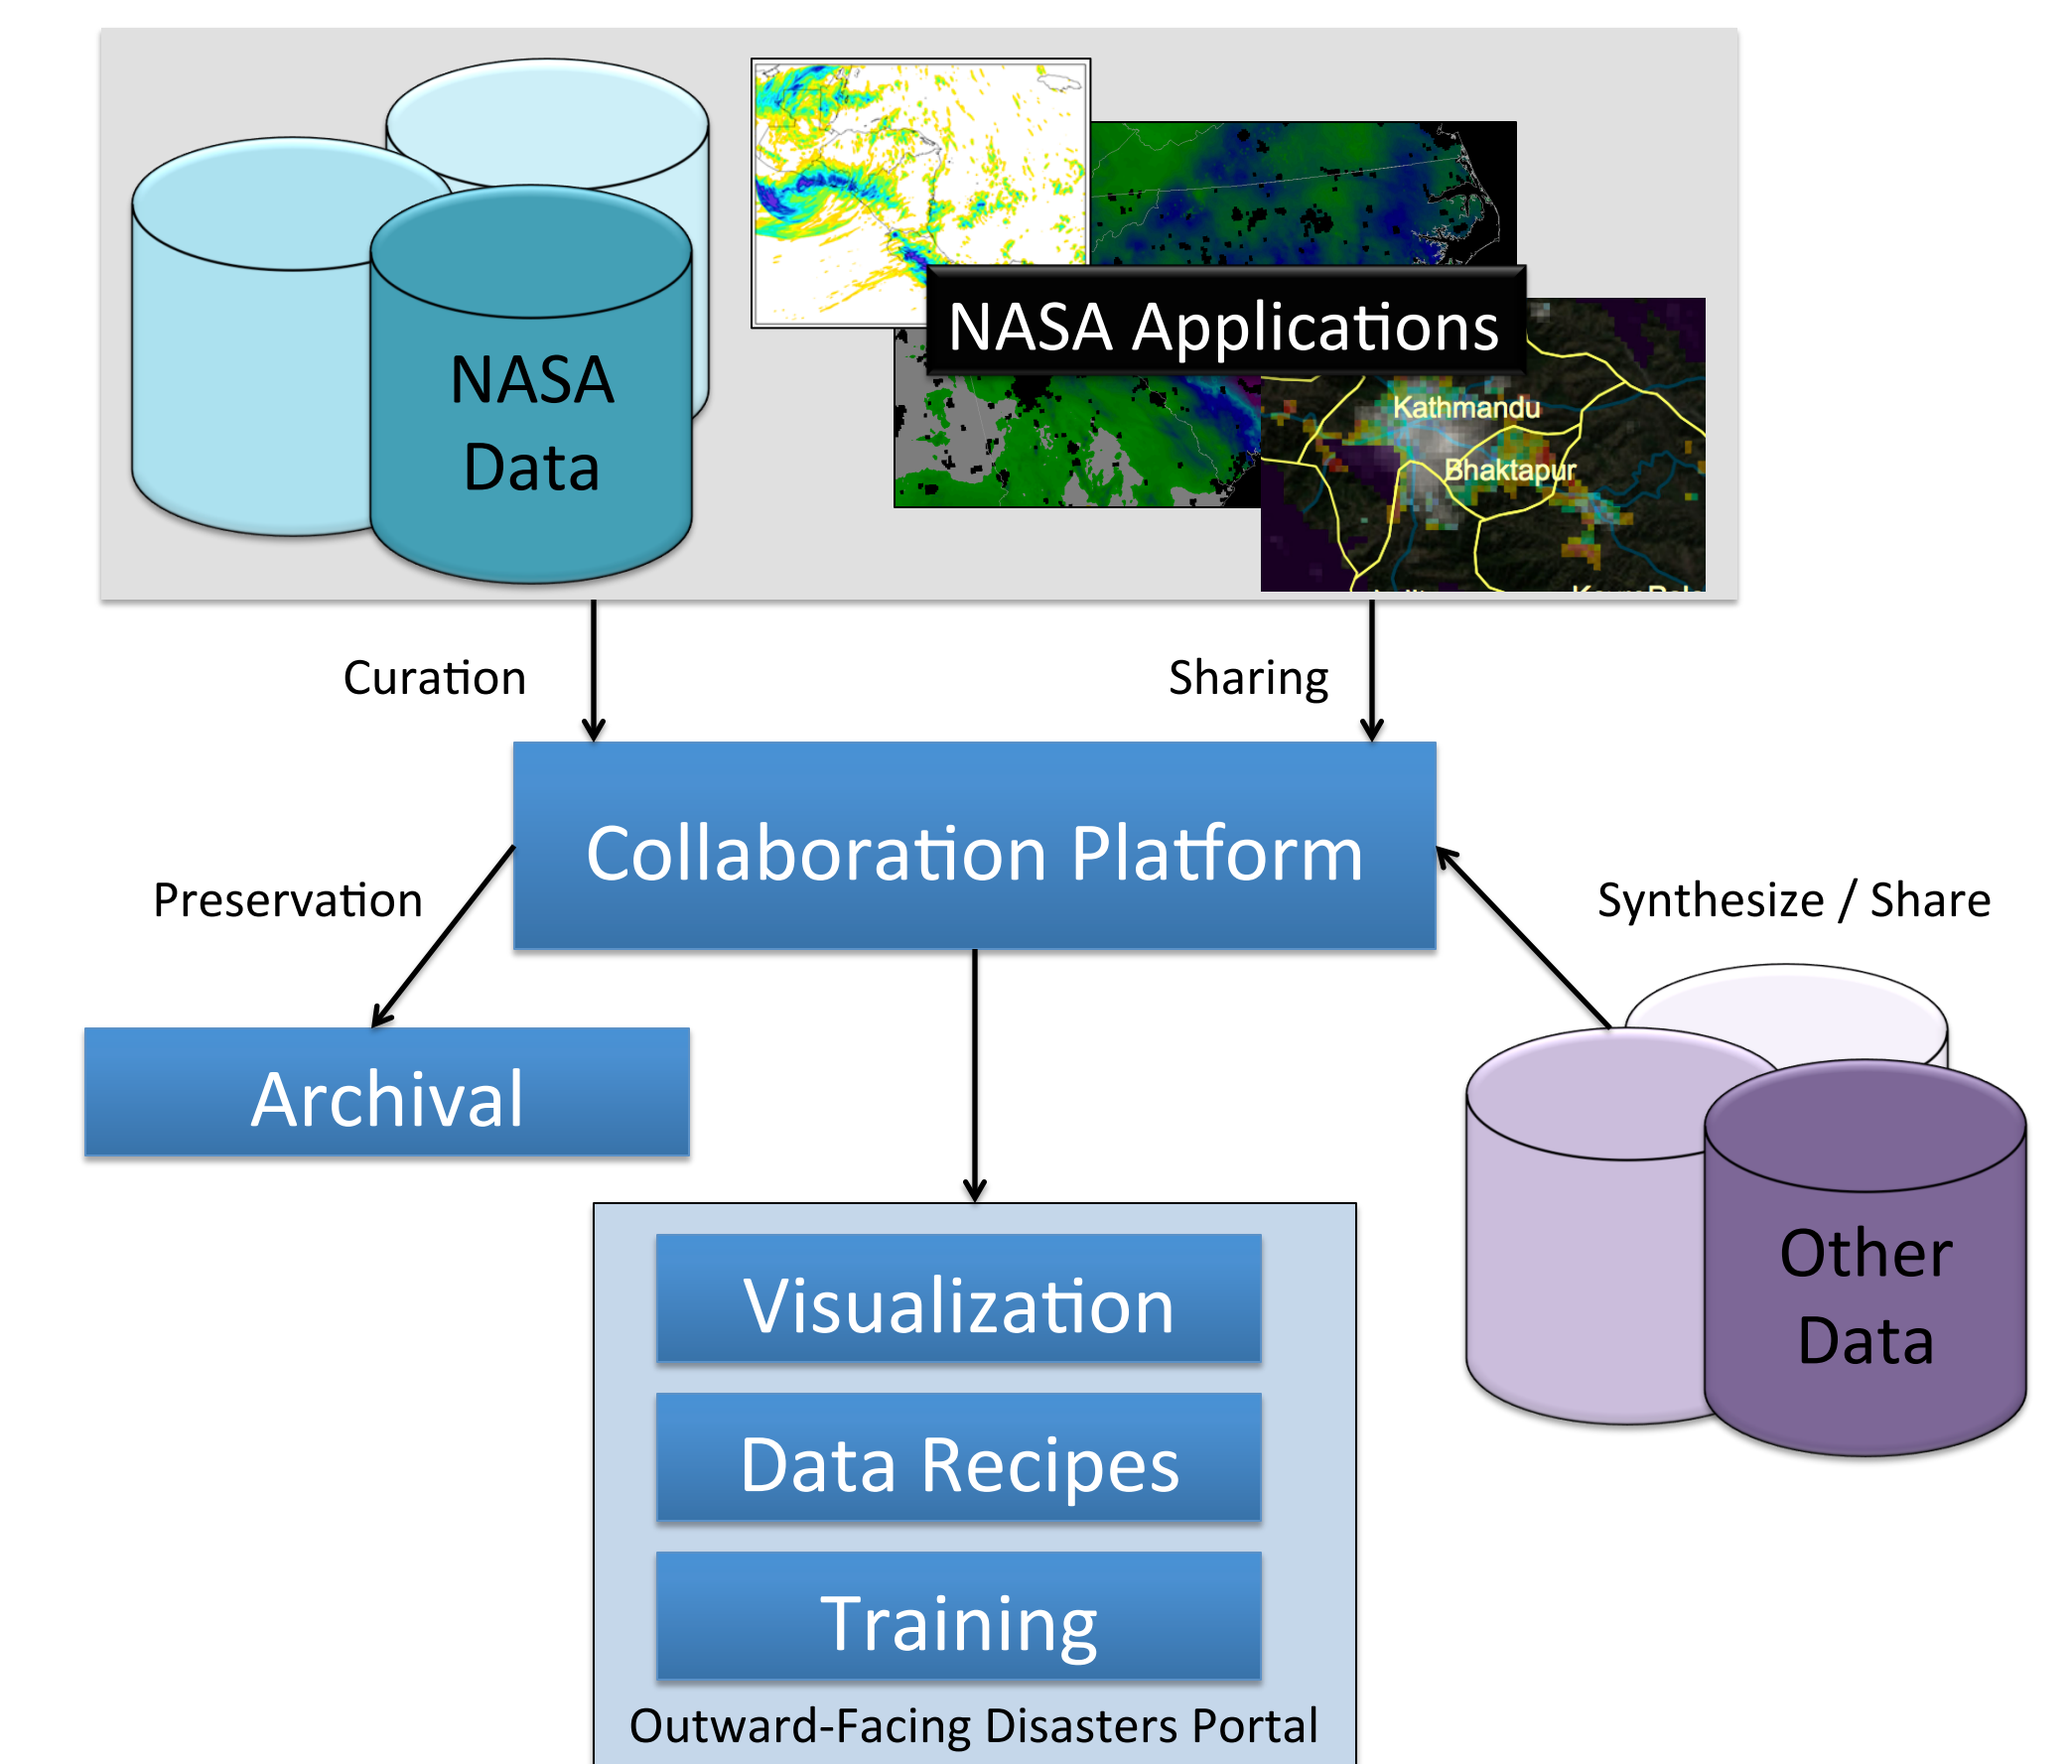 NASA
Data
NASA Applications
Kathmandu
Bhaktapur
Curation
Sharing
Collaboration Platform
Preservation
Synthesize / Share
Archival
Other
Data
Visualization
Data Recipes
Training
Outward-Facing Disasters Portal